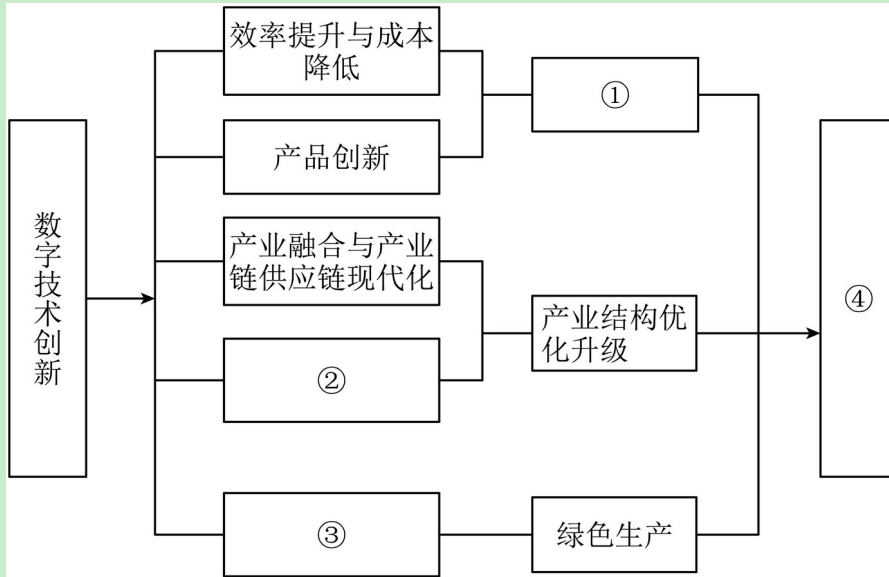 效率提升与成本
降低
①
产品创新
数字技术创新
产业融合与产业
链供应链现代化
产业结构优
化升级
②
③
绿色生产
④